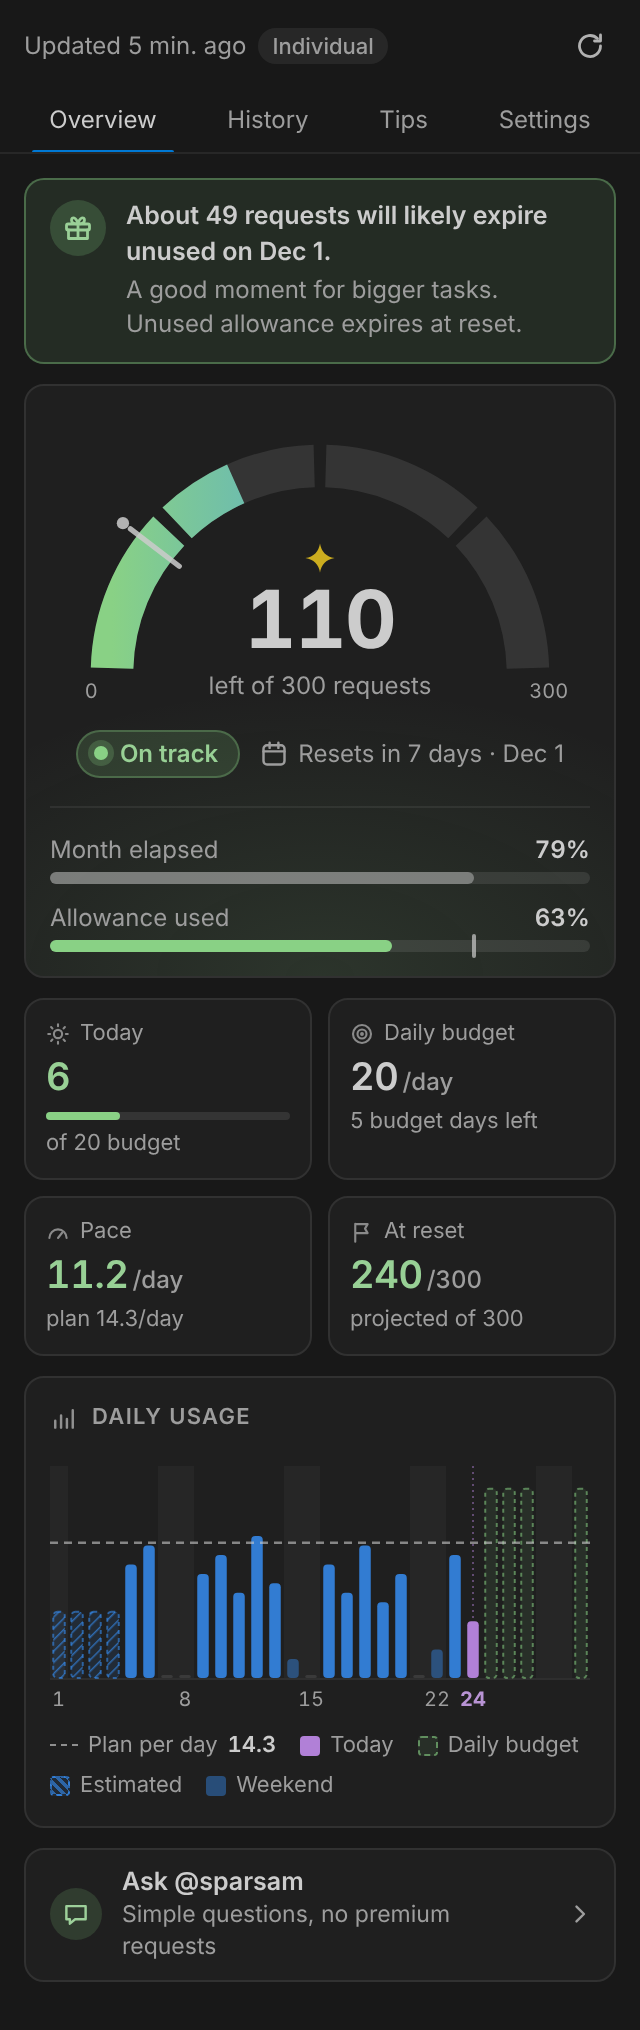 Updated 5 min. ago Individual
Overview History Tips Settings
About 49 requests will likely expire
unused on Dec 1.
A good moment for bigger tasks.
Unused allowance expires at reset.
110
0 left of 300 requests 300
On track Resets in 7 days · Dec 1
Month elapsed 79%
Allowance used 63%
Today
6
of 20 budget
Daily budget
20 /day
5 budget days left
Pace
11.2 /day
plan 14.3/day
At reset
240 /300
projected of 300
DAILY USAGE
1 8 15 22 24
Plan per day 14.3 Today Daily budget
Estimated Weekend
Ask @sparsam
Simple questions, no premium
requests